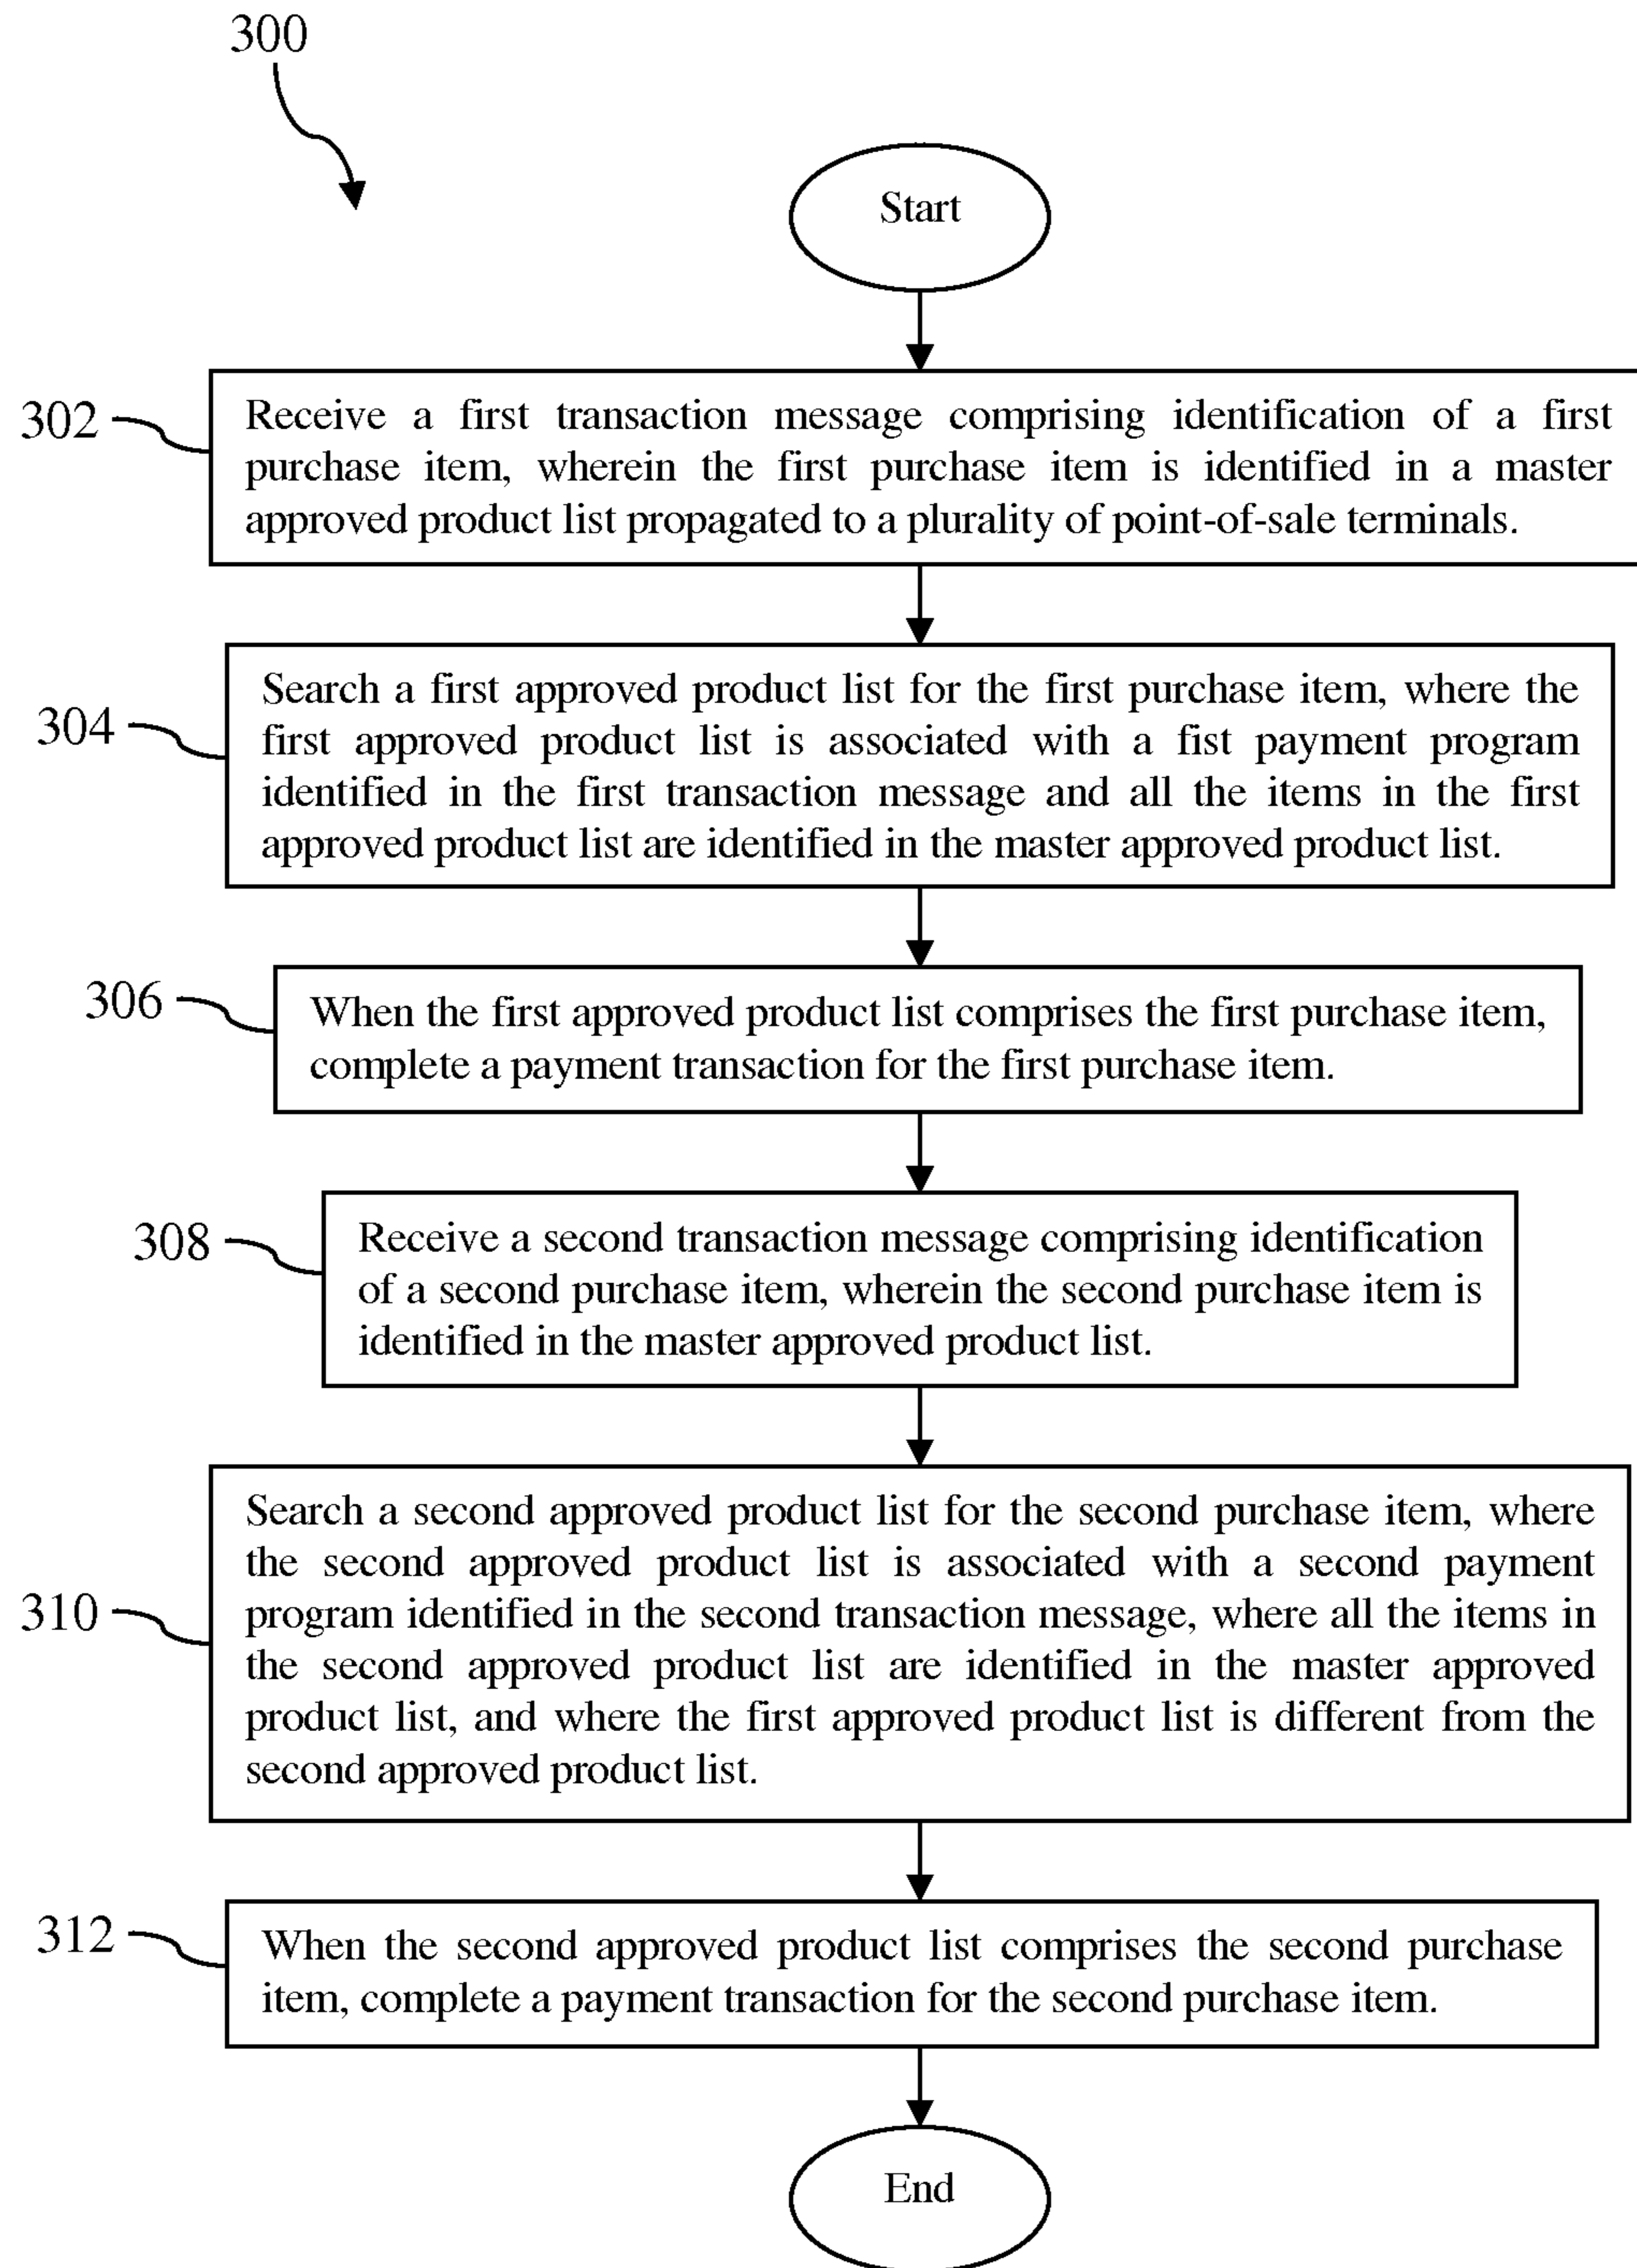 300
Start
302
Receive a first transaction message comprising identification of a first
purchase item, wherein the first purchase item is identified in a master
approved product list propagated to a plurality of point-of-sale terminals.
304
Search a first approved product list for the first purchase item, where the
first approved product list is associated with a fist payment program
identified in the first transaction message and all the items in the first
approved product list are identified in the master approved product list.
306
When the first approved product list comprises the first purchase item,
complete a payment transaction for the first purchase item.
308
Receive a second transaction message comprising identification
of a second purchase item, wherein the second purchase item is
identified in the master approved product list.
310
Search a second approved product list for the second purchase item, where
the second approved product list is associated with a second payment
program identified in the second transaction message, where all the items in
the second approved product list are identified in the master approved
product list, and where the first approved product list is different from the
second approved product list.
312
When the second approved product list comprises the second purchase
item, complete a payment transaction for the second purchase item.
End